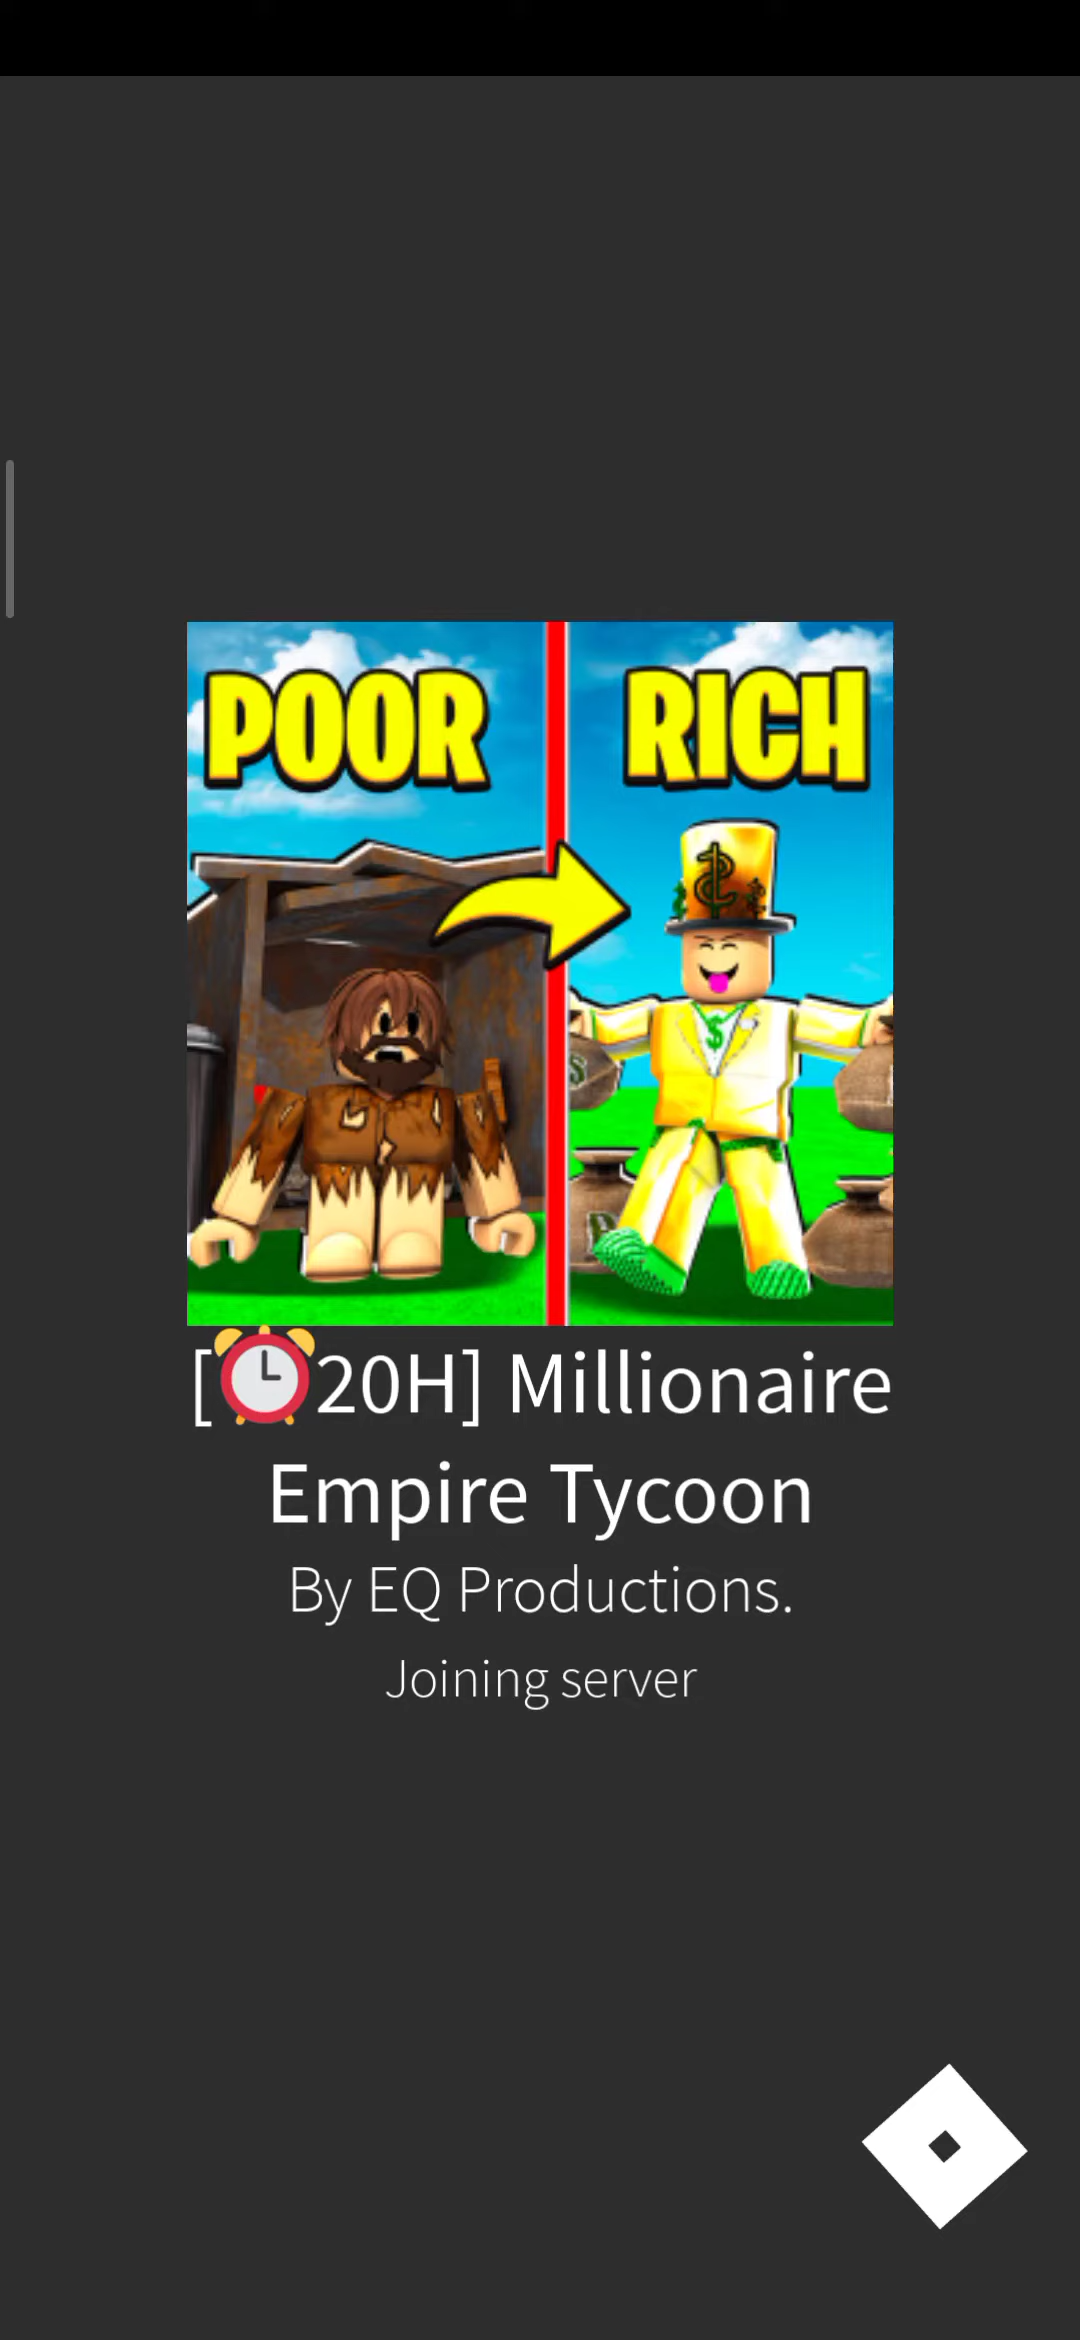 POOR
RICH
[⏰20H] Millionaire
Empire Tycoon
By EQ Productions.
Joining server